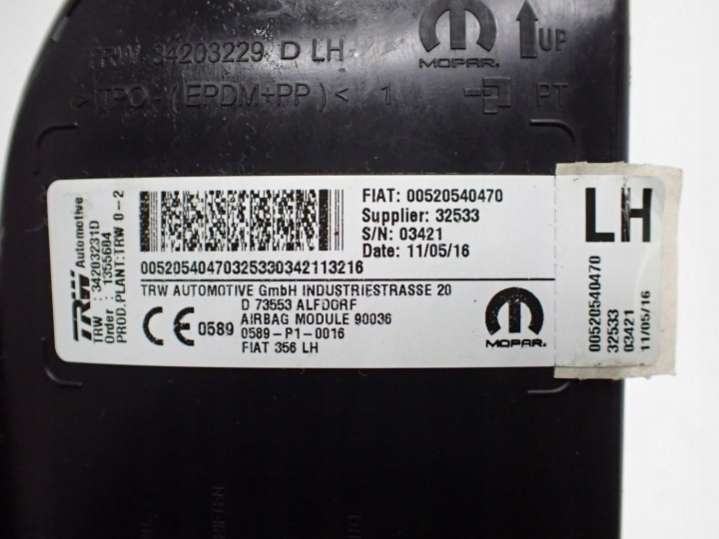 TRW 34203229 D LH
MOPAR.
UP
>TPO-(EPDM+PP)< 1
PT
TRW Automotive
TRW : 34203231D
Order : 1355684
PROD.PLANT:TRW 0-2
FIAT: 00520540470
Supplier: 32533
S/N: 03421
Date: 11/05/16
00520540470325330342113216
TRW AUTOMOTIVE GmbH INDUSTRIESTRASSE 20
D 73553 ALFDORF
AIRBAG MODULE 90036
CE 0589
0589-P1-0016
FIAT 356 LH
MOPAR.
LH
00520540470
32533
03421
11/05/16